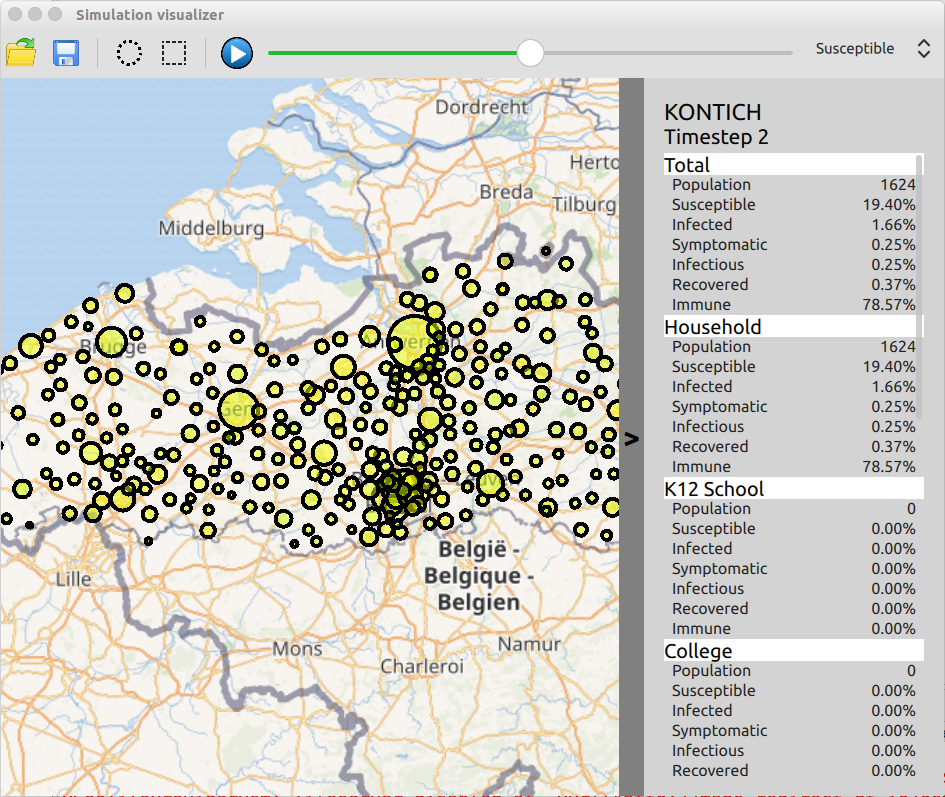 Simulation visualizer
Susceptible
Dordrecht
Breda
Tilburg
Middelburg
Brugge
België -
Belgique -
Belgien
Lille
Mons
Charleroi
Namur
>
KONTICH
Timestep 2
Total
Population 1624
Susceptible 19.40%
Infected 1.66%
Symptomatic 0.25%
Infectious 0.25%
Recovered 0.37%
Immune 78.57%
Household
Population 1624
Susceptible 19.40%
Infected 1.66%
Symptomatic 0.25%
Infectious 0.25%
Recovered 0.37%
Immune 78.57%
K12 School
Population 0
Susceptible 0.00%
Infected 0.00%
Symptomatic 0.00%
Infectious 0.00%
Recovered 0.00%
Immune 0.00%
College
Population 0
Susceptible 0.00%
Infected 0.00%
Symptomatic 0.00%
Infectious 0.00%
Recovered 0.00%